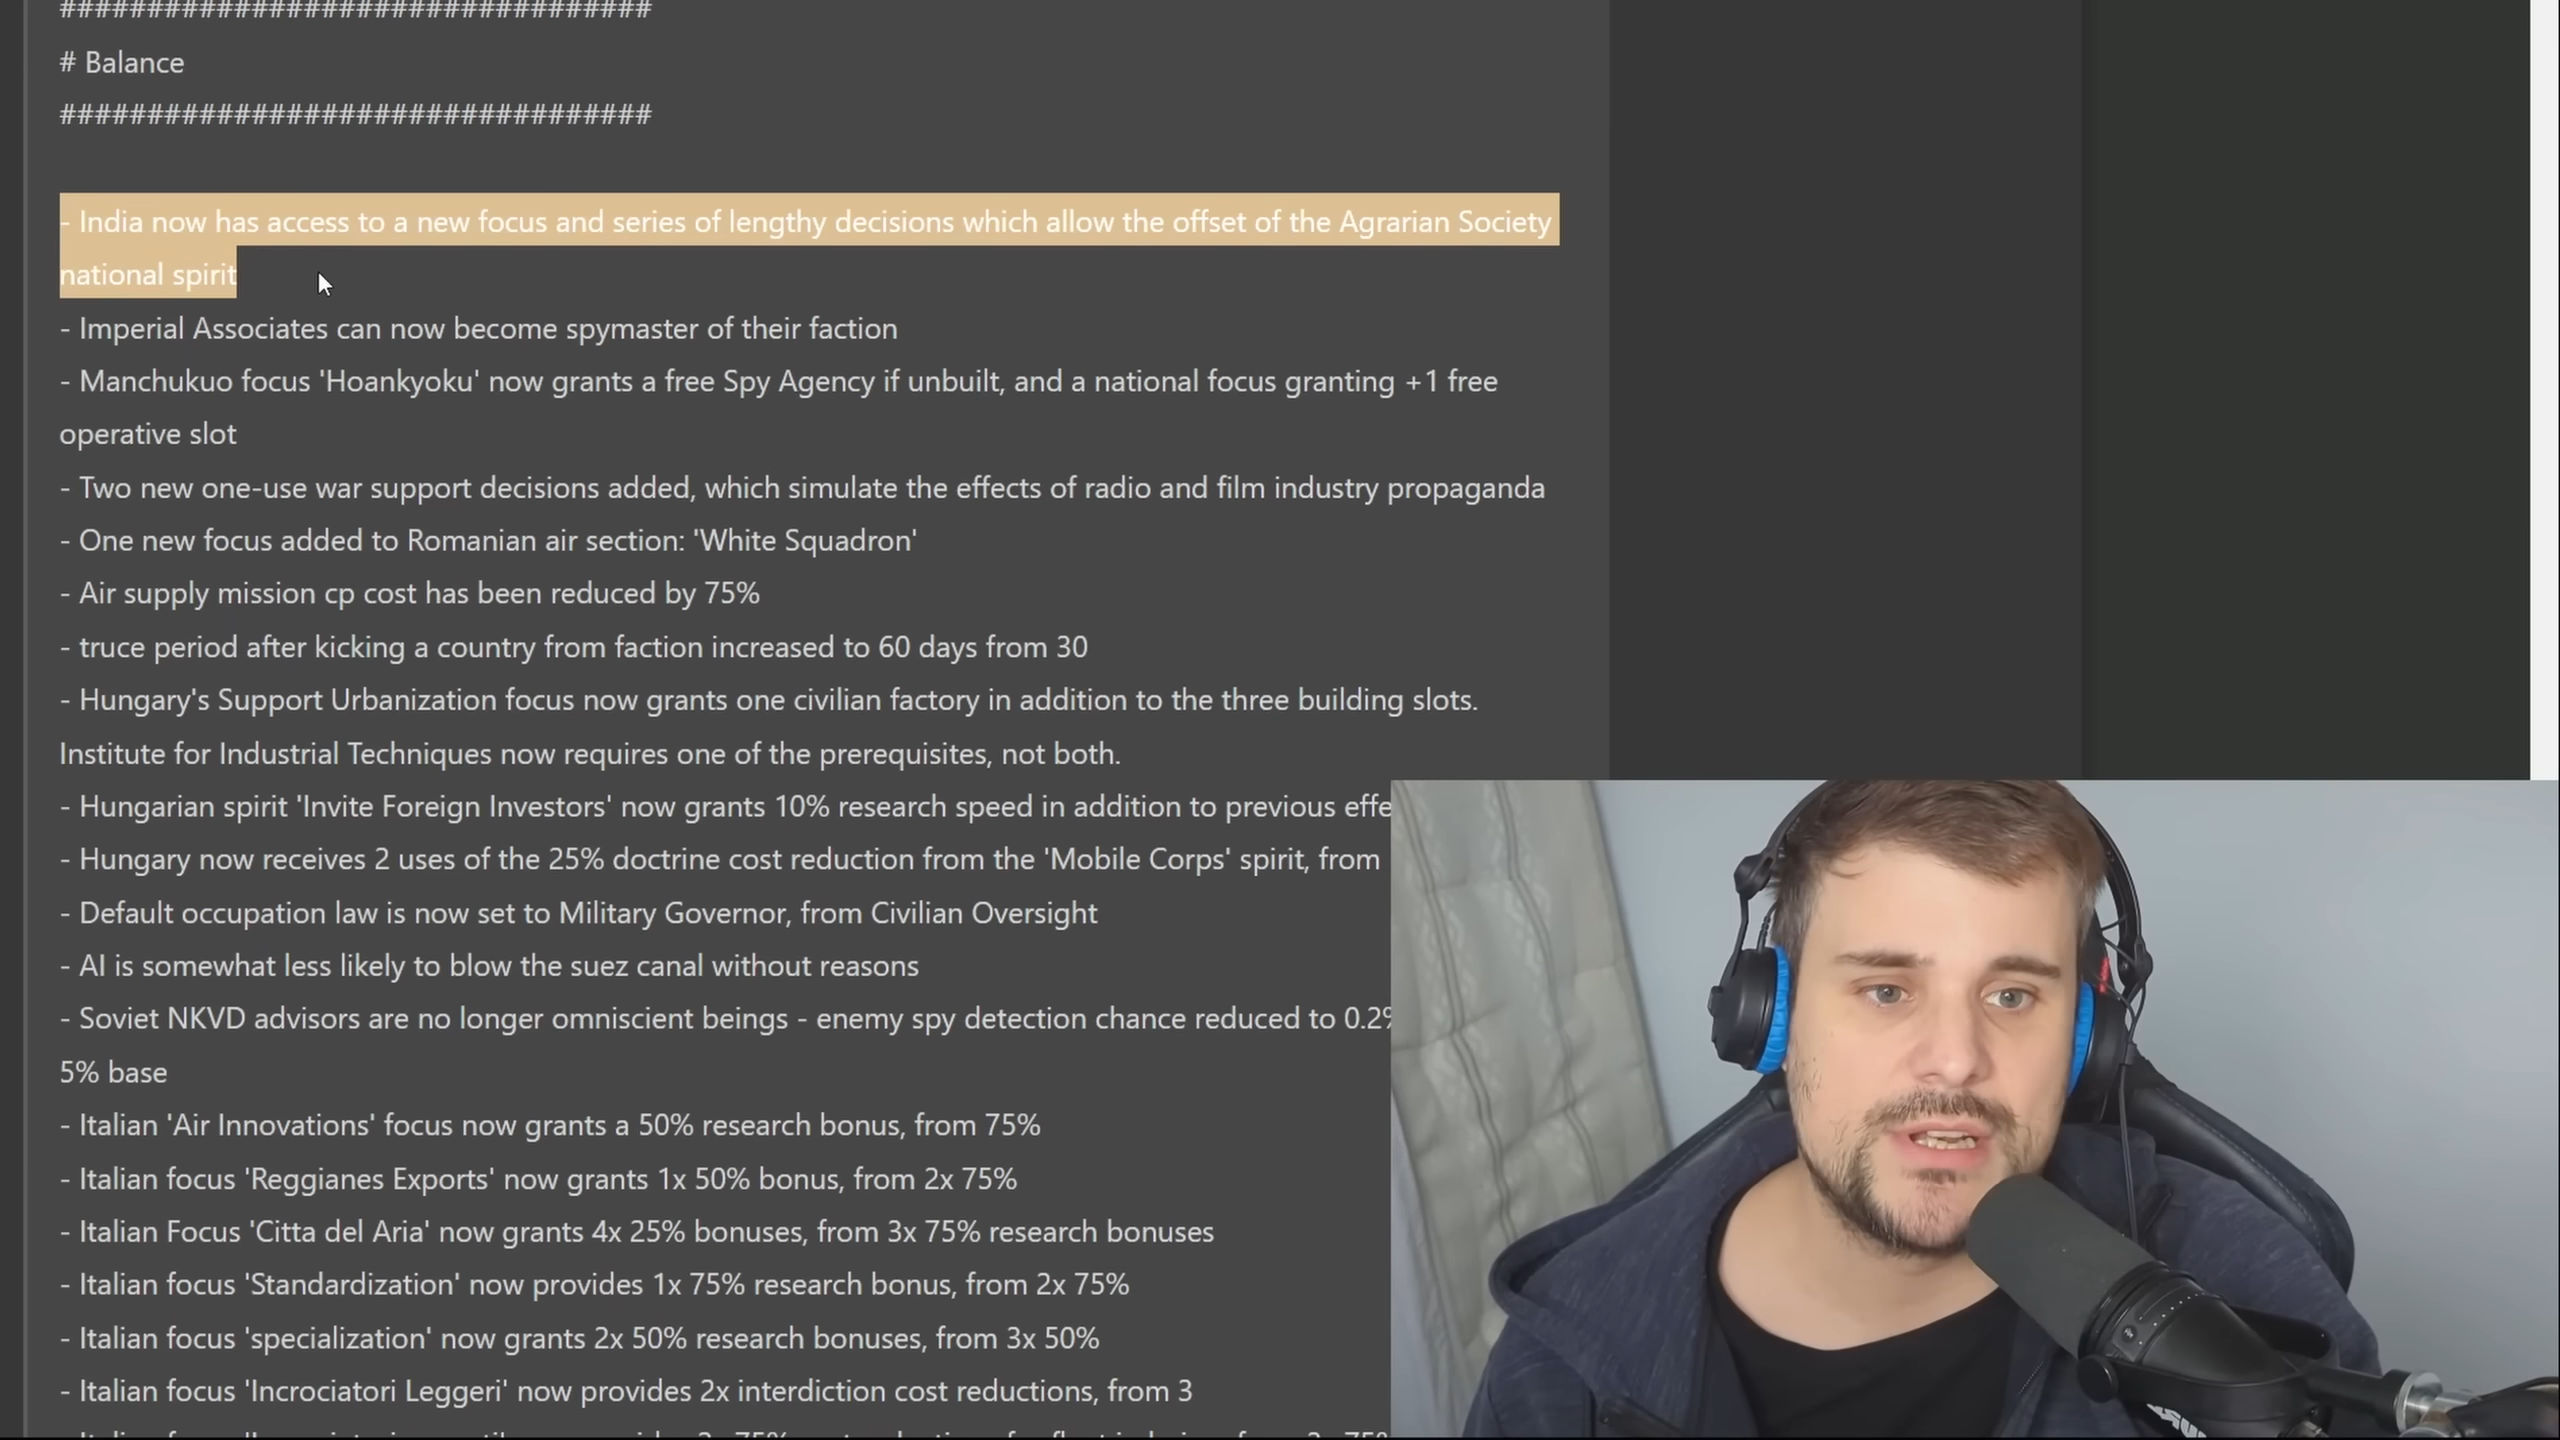 ##################################
# Balance
##################################
- India now has access to a new focus and series of lengthy decisions which allow the offset of the Agrarian Society
national spirit
- Imperial Associates can now become spymaster of their faction
- Manchukuo focus 'Hoankyoku' now grants a free Spy Agency if unbuilt, and a national focus granting +1 free
operative slot
- Two new one-use war support decisions added, which simulate the effects of radio and film industry propaganda
- One new focus added to Romanian air section: 'White Squadron'
- Air supply mission cp cost has been reduced by 75%
- truce period after kicking a country from faction increased to 60 days from 30
- Hungary's Support Urbanization focus now grants one civilian factory in addition to the three building slots.
Institute for Industrial Techniques now requires one of the prerequisites, not both.
- Hungarian spirit 'Invite Foreign Investors' now grants 10% research speed in addition to previous effe
- Hungary now receives 2 uses of the 25% doctrine cost reduction from the 'Mobile Corps' spirit, from
- Default occupation law is now set to Military Governor, from Civilian Oversight
- AI is somewhat less likely to blow the suez canal without reasons
- Soviet NKVD advisors are no longer omniscient beings - enemy spy detection chance reduced to 0.2%
5% base
- Italian 'Air Innovations' focus now grants a 50% research bonus, from 75%
- Italian focus 'Reggianes Exports' now grants 1x 50% bonus, from 2x 75%
- Italian Focus 'Citta del Aria' now grants 4x 25% bonuses, from 3x 75% research bonuses
- Italian focus 'Standardization' now provides 1x 75% research bonus, from 2x 75%
- Italian focus 'specialization' now grants 2x 50% research bonuses, from 3x 50%
- Italian focus 'Incrociatori Leggeri' now provides 2x interdiction cost reductions, from 3